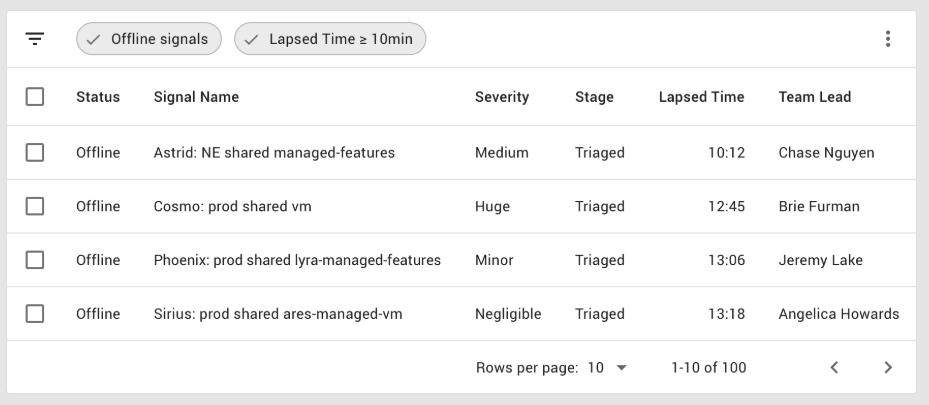 Offline signals Lapsed Time ≥ 10min
Status Signal Name Severity Stage Lapsed Time Team Lead
Offline Astrid: NE shared managed-features Medium Triaged 10:12 Chase Nguyen
Offline Cosmo: prod shared vm Huge Triaged 12:45 Brie Furman
Offline Phoenix: prod shared lyra-managed-features Minor Triaged 13:06 Jeremy Lake
Offline Sirius: prod shared ares-managed-vm Negligible Triaged 13:18 Angelica Howards
Rows per page: 10 1-10 of 100